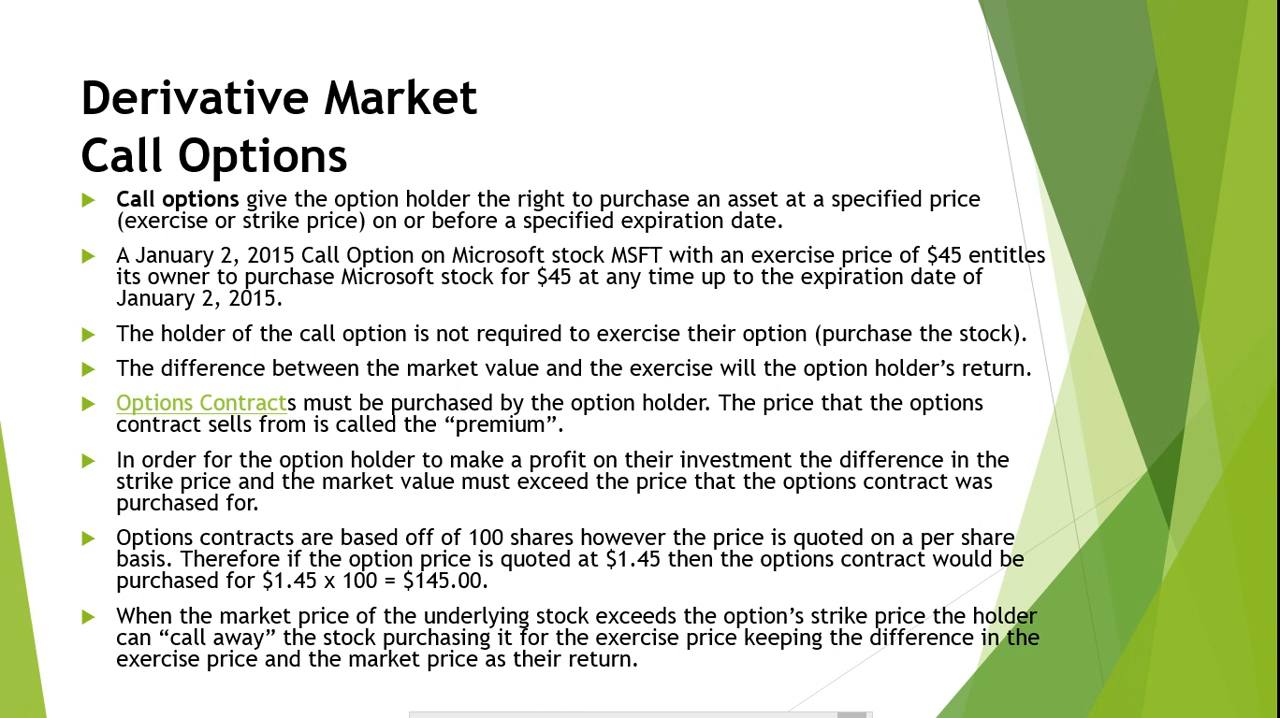 Derivative Market
Call Options
Call options give the option holder the right to purchase an asset at a specified price
(exercise or strike price) on or before a specified expiration date.
A January 2, 2015 Call Option on Microsoft stock MSFT with an exercise price of $45 entitles
its owner to purchase Microsoft stock for $45 at any time up to the expiration date of
January 2, 2015.
The holder of the call option is not required to exercise their option (purchase the stock).
The difference between the market value and the exercise will the option holder’s return.
Options Contracts must be purchased by the option holder. The price that the options
contract sells from is called the “premium”.
In order for the option holder to make a profit on their investment the difference in the
strike price and the market value must exceed the price that the options contract was
purchased for.
Options contracts are based off of 100 shares however the price is quoted on a per share
basis. Therefore if the option price is quoted at $1.45 then the options contract would be
purchased for $1.45 x 100 = $145.00.
When the market price of the underlying stock exceeds the option’s strike price the holder
can “call away” the stock purchasing it for the exercise price keeping the difference in the
exercise price and the market price as their return.